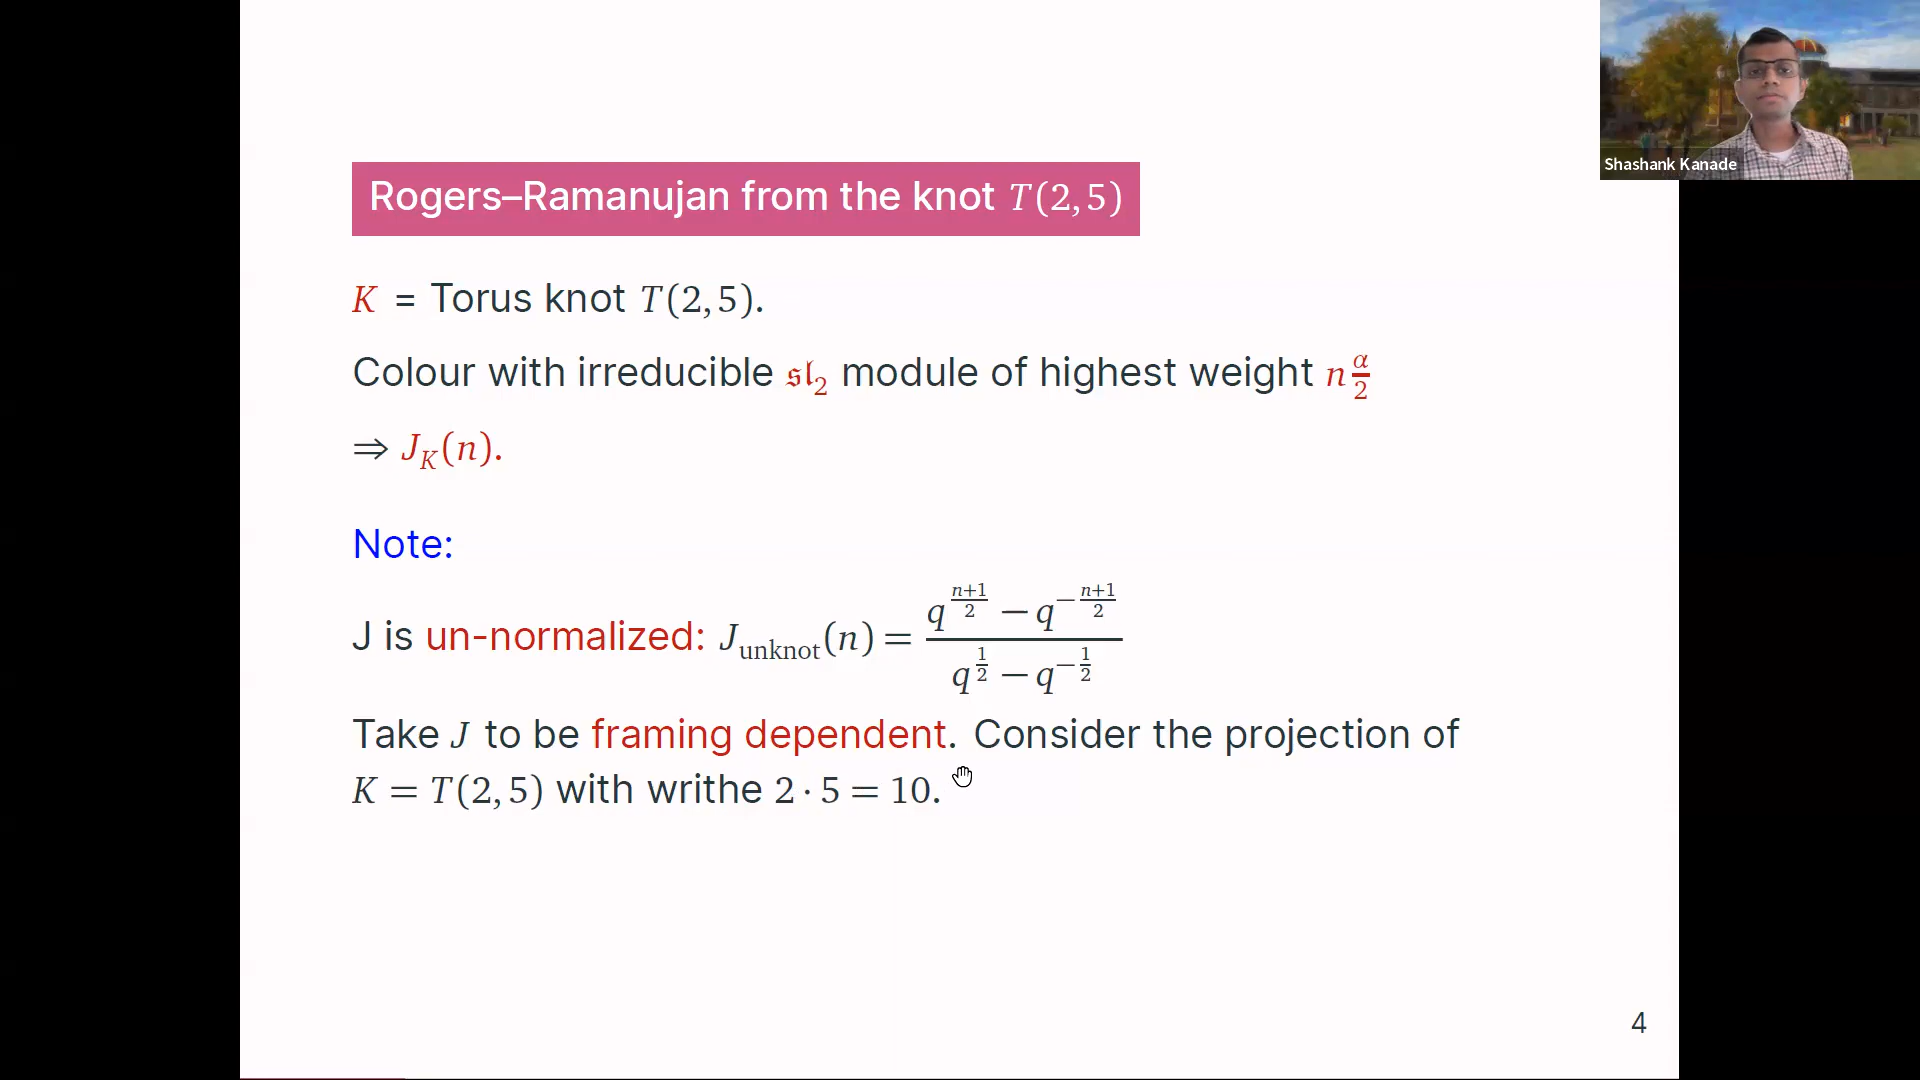 Shashank Kanade
Rogers–Ramanujan from the knot T(2,5)
K = Torus knot T(2,5).
Colour with irreducible 𝔰𝔩₂ module of highest weight n α/2
⇒ J_K(n).
Note:
J is un-normalized: J_unknot(n) = (q^((n+1)/2) − q^(−(n+1)/2)) / (q^(1/2) − q^(−1/2))
Take J to be framing dependent. Consider the projection of
K = T(2,5) with writhe 2 · 5 = 10.
4